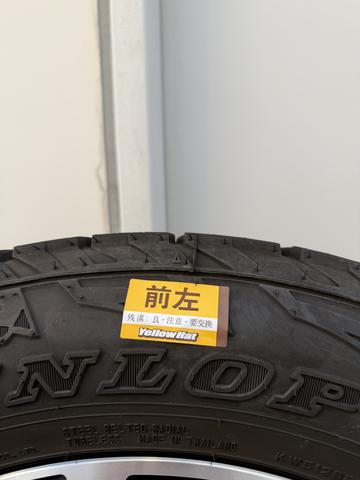 前左
残溝：良・注意・要交換
YellowHat
DUNLOP
STEEL BELTED RADIAL
TUBELESS MADE IN THAILAND